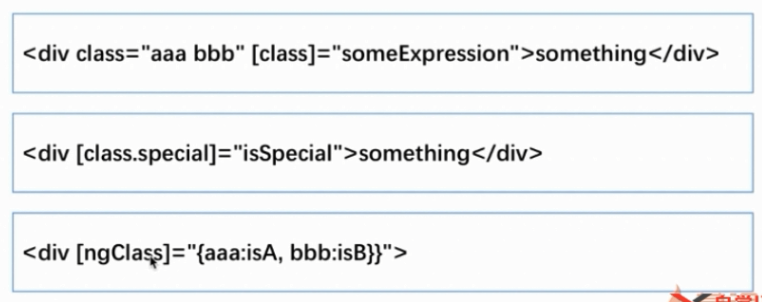 <div class="aaa bbb" [class]="someExpression">something</div>
<div [class.special]="isSpecial">something</div>
<div [ngClass]="{aaa:isA, bbb:isB}}">